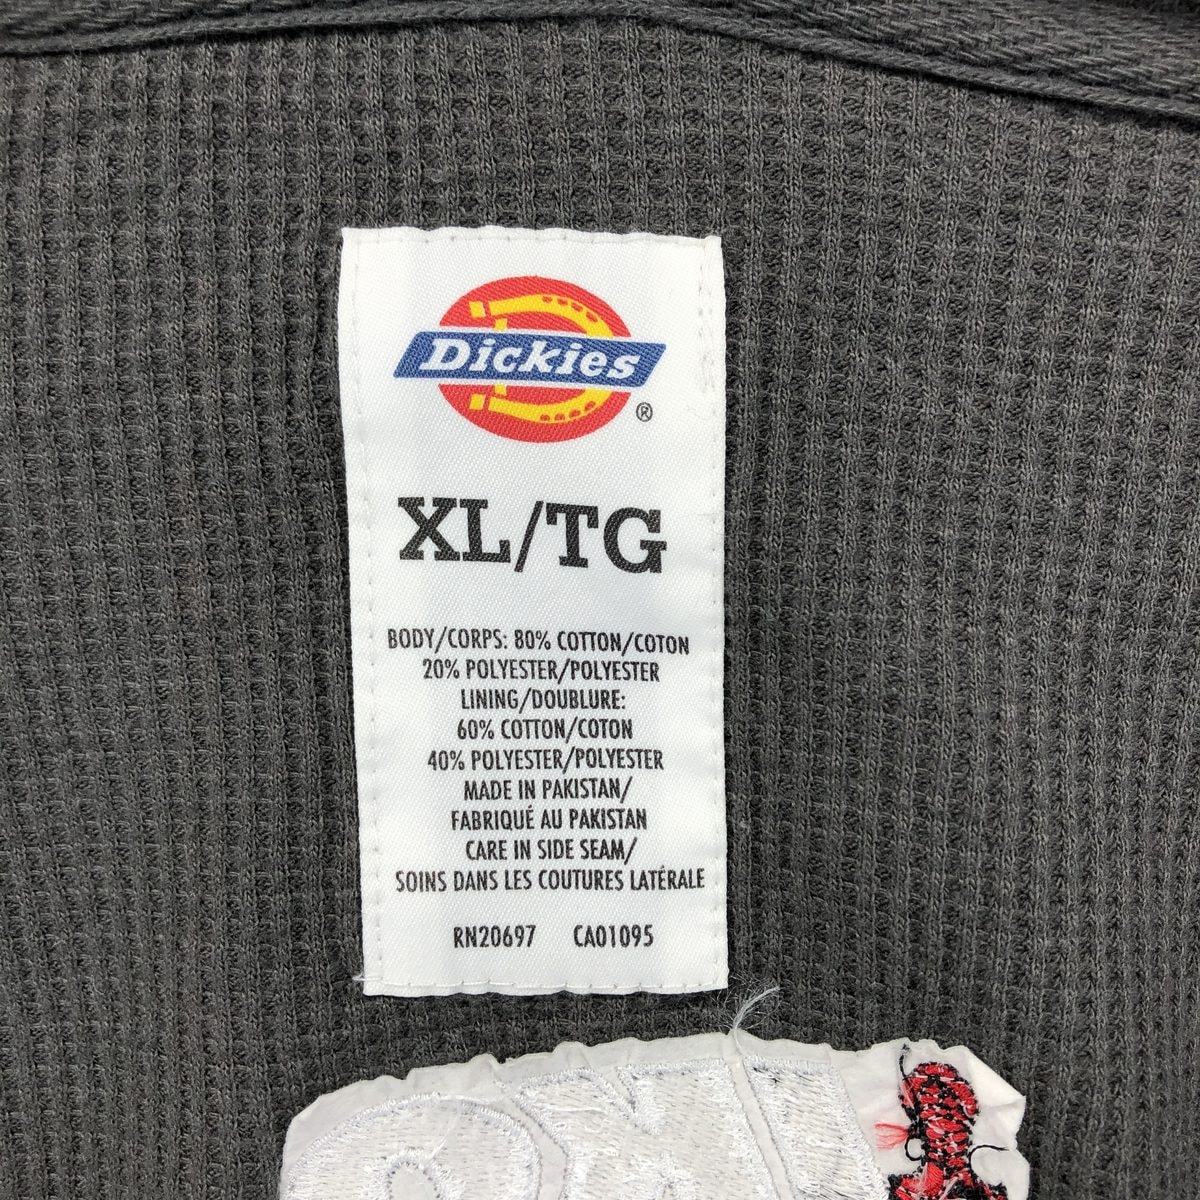 Dickies
®
XL/TG
BODY/CORPS: 80% COTTON/COTON
20% POLYESTER/POLYESTER
LINING/DOUBLURE:
60% COTTON/COTON
40% POLYESTER/POLYESTER
MADE IN PAKISTAN/
FABRIQUÉ AU PAKISTAN
CARE IN SIDE SEAM/
SOINS DANS LES COUTURES LATÉRALE
RN20697 CA01095